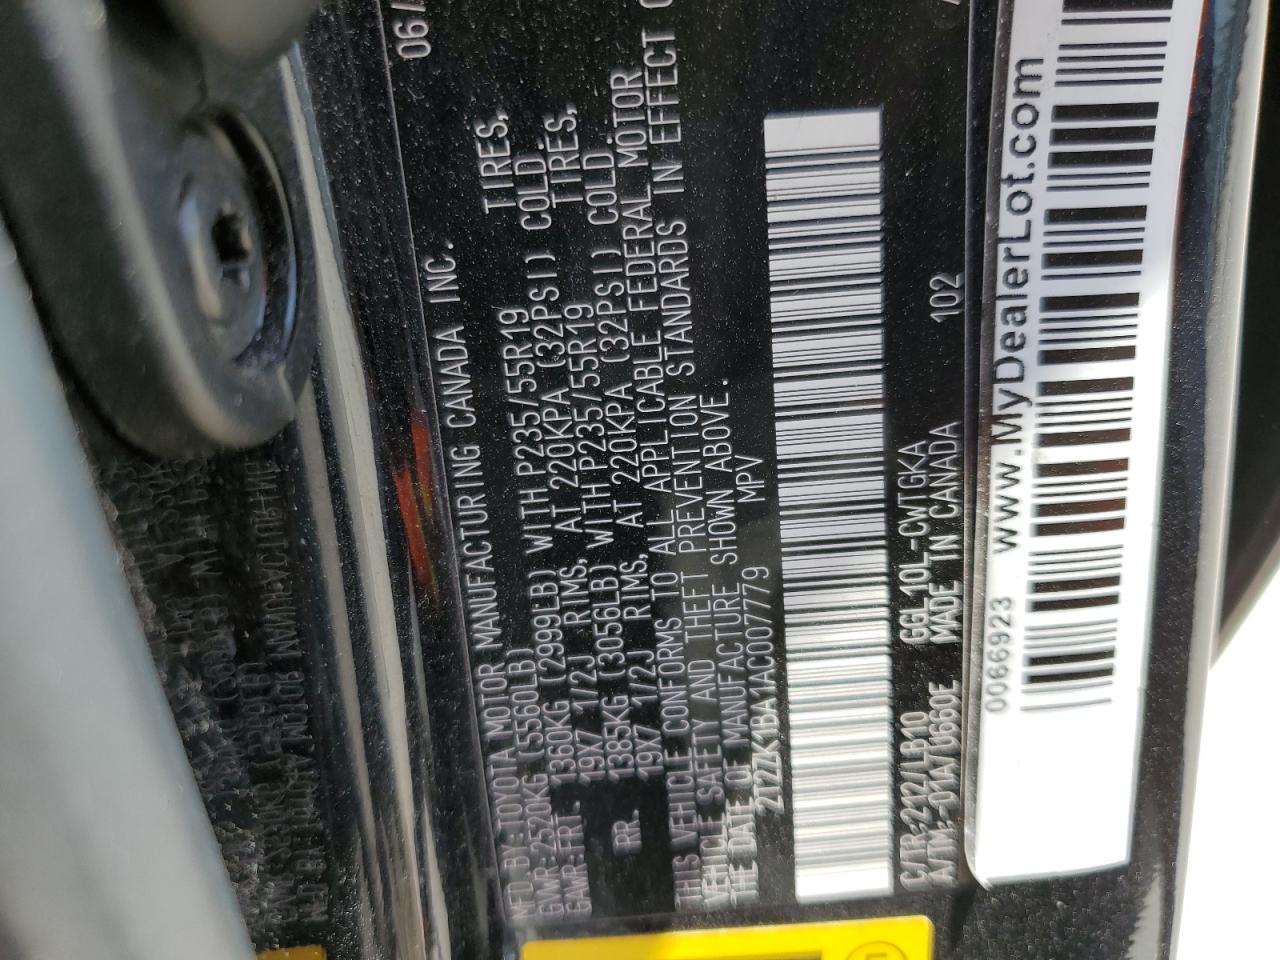 MFD BY: TOYOTA MOTOR MANUFACTURING CANADA INC. 06/
GVWR: 2520KG (5560LB)
GAWR: FRT. 1360KG (2999LB) WITH P235/55R19 TIRES,
19X7 1/2J RIMS, AT 220KPA (32PSI) COLD.
RR. 1385KG (3056LB) WITH P235/55R19 TIRES,
19X7 1/2J RIMS, AT 220KPA (32PSI) COLD.
THIS VEHICLE CONFORMS TO ALL APPLICABLE FEDERAL MOTOR
VEHICLE SAFETY AND THEFT PREVENTION STANDARDS IN EFFECT O
THE DATE OF MANUFACTURE SHOWN ABOVE.
2T2ZK1BA1AC007779 MPV
C/TR: 212/LB10 GGL10L-CWTGKA 102
A/TM: -01A/U660E MADE IN CANADA
0066923 www.MyDealerLot.com